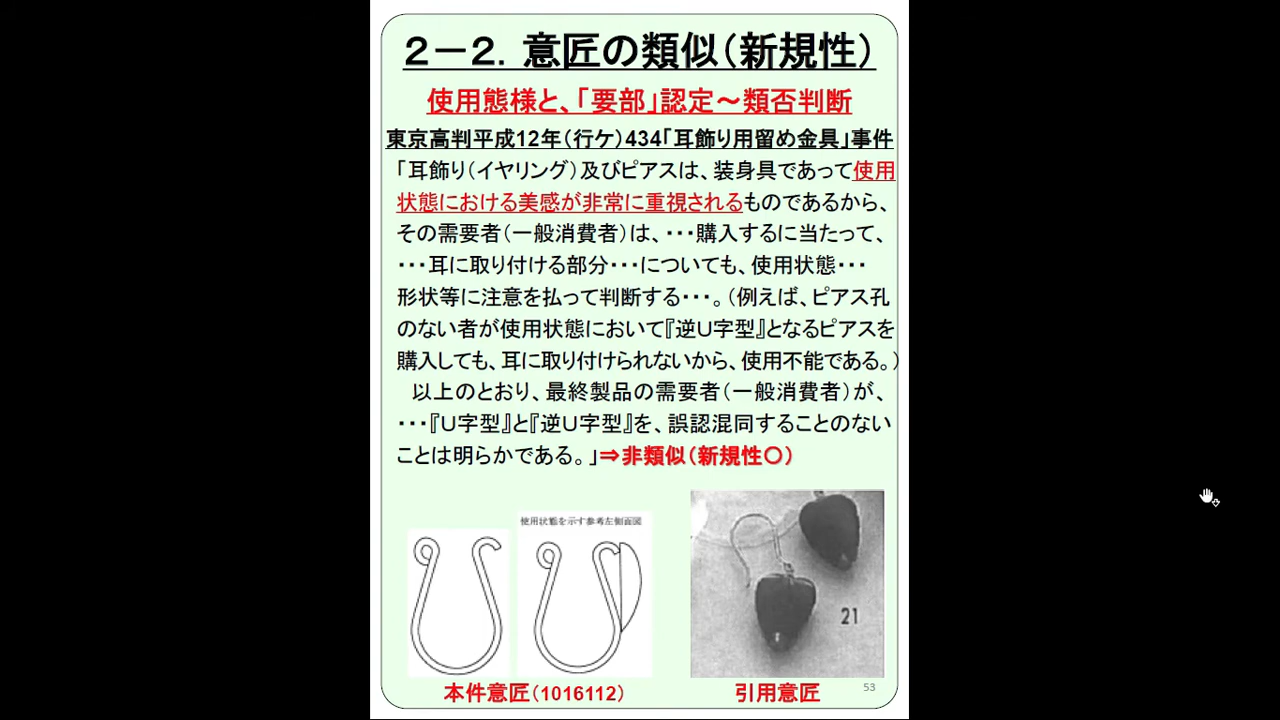 2-2．意匠の類似（新規性）
使用態様と、「要部」認定～類否判断
東京高判平成12年（行ケ）434「耳飾り用留め金具」事件
「耳飾り（イヤリング）及びピアスは、装身具であって使用
状態における美感が非常に重視されるものであるから、
その需要者（一般消費者）は、・・・購入するに当たって、
・・・耳に取り付ける部分・・・についても、使用状態・・・
形状等に注意を払って判断する・・・。（例えば、ピアス孔
のない者が使用状態において『逆U字型』となるピアスを
購入しても、耳に取り付けられないから、使用不能である。）
以上のとおり、最終製品の需要者（一般消費者）が、
・・・『U字型』と『逆U字型』を、誤認混同することのない
ことは明らかである。」⇒非類似（新規性〇）
使用状態を示す参考左側面図
21
本件意匠（1016112）
引用意匠
53